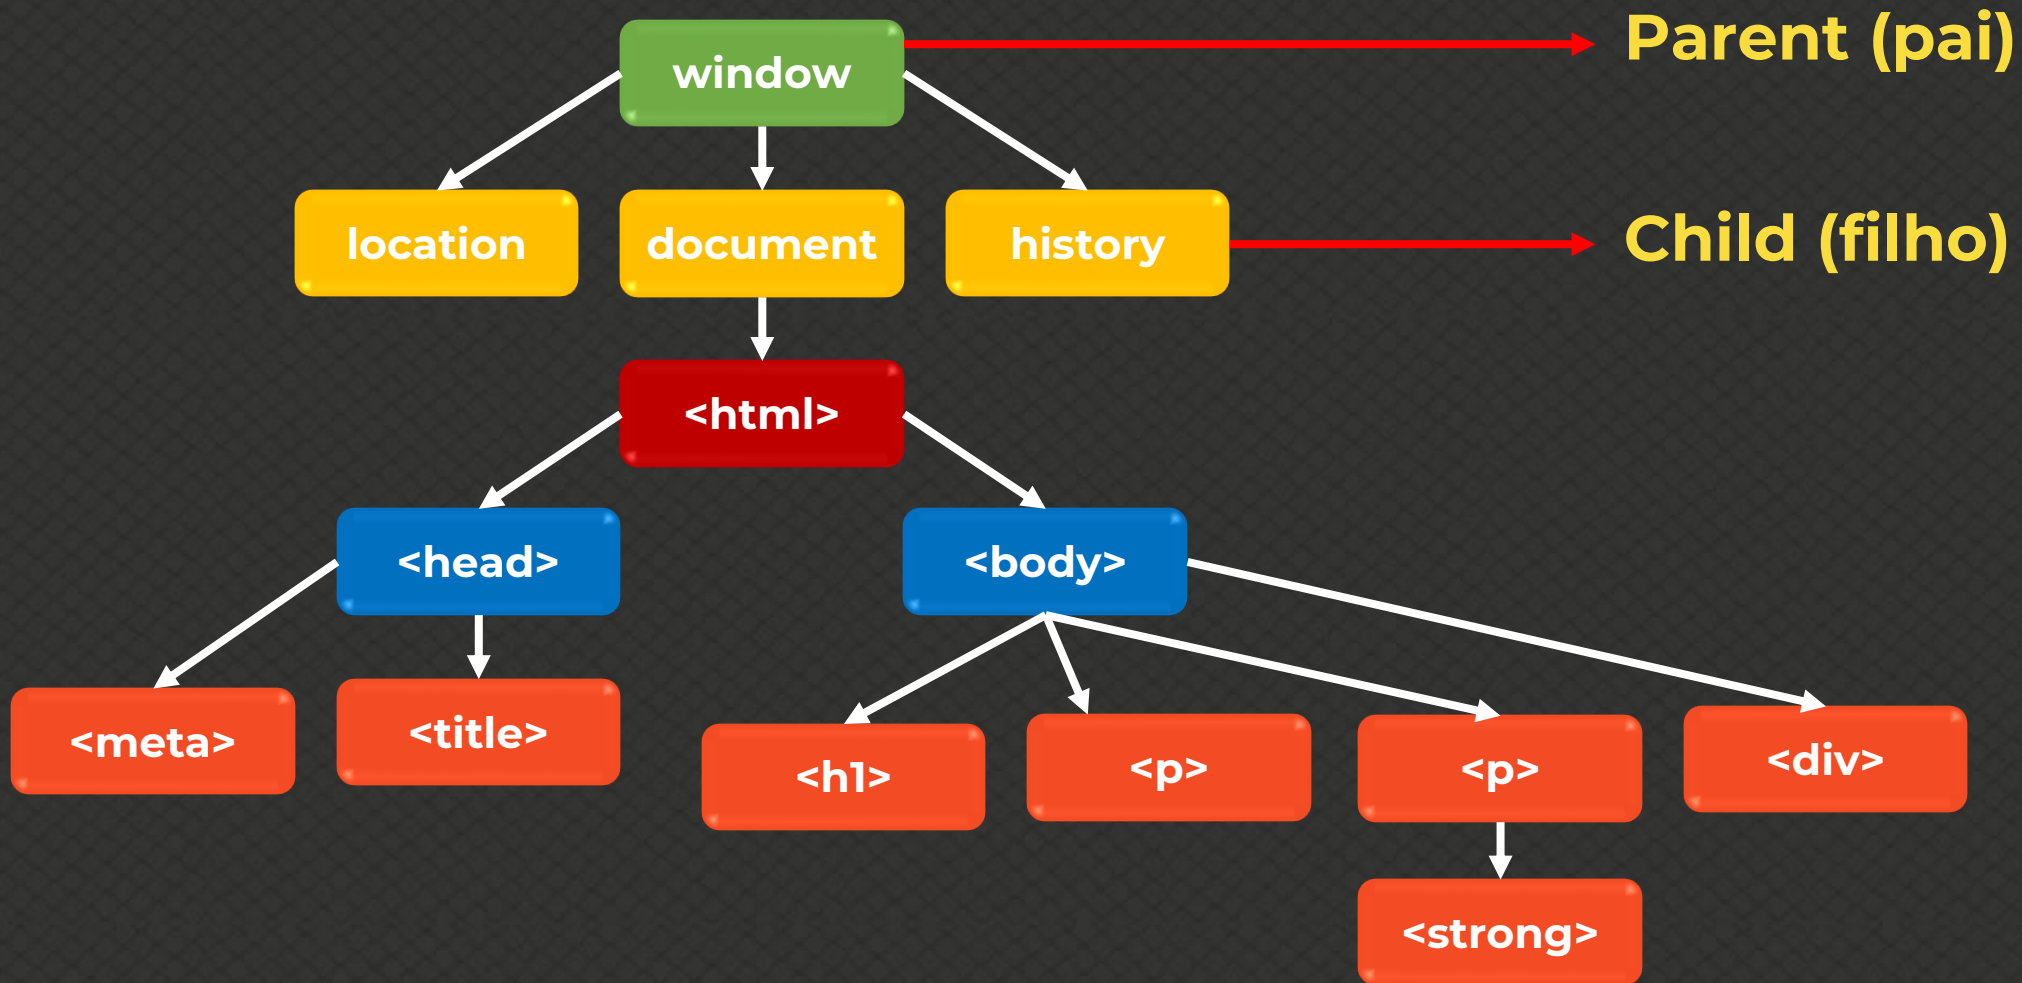 window
Parent (pai)
location
document
history
Child (filho)
<html>
<head>
<body>
<meta>
<title>
<h1>
<p>
<p>
<div>
<strong>